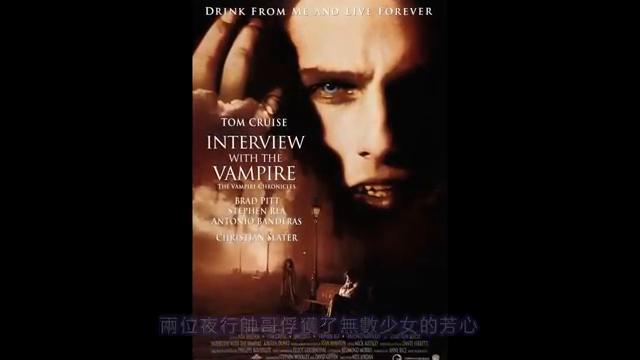 DRINK FROM ME AND LIVE FOREVER
TOM CRUISE
INTERVIEW
WITH THE
VAMPIRE
THE VAMPIRE CHRONICLES
BRAD PITT
STEPHEN REA
ANTONIO BANDERAS
AND
CHRISTIAN SLATER
兩位夜行帥哥俘獲了無數少女的芳心